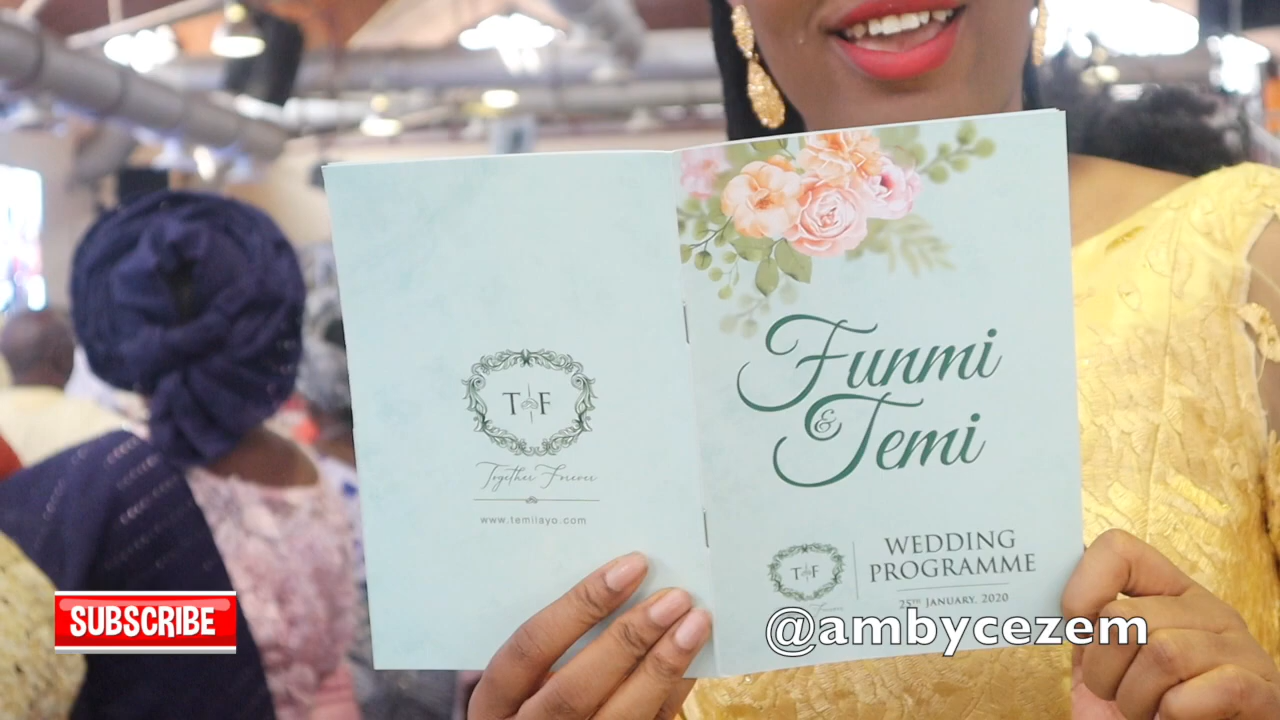 T F
Together Forever
www.temilayo.com
Funmi
&
Temi
T F
WEDDING
PROGRAMME
25TH JANUARY, 2020
SUBSCRIBE
@ambycezem